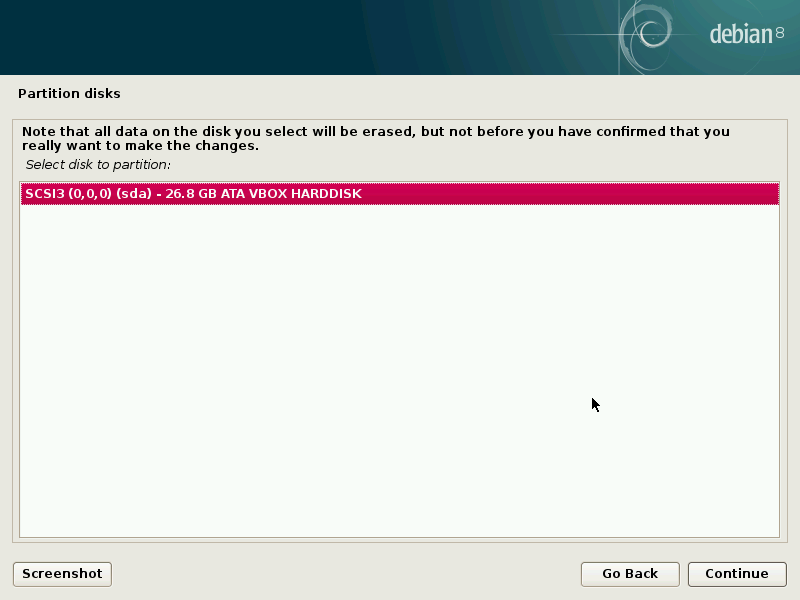 debian 8
Partition disks
Note that all data on the disk you select will be erased, but not before you have confirmed that you
really want to make the changes.
Select disk to partition:
SCSI3 (0,0,0) (sda) - 26.8 GB ATA VBOX HARDDISK
Screenshot
Go Back
Continue